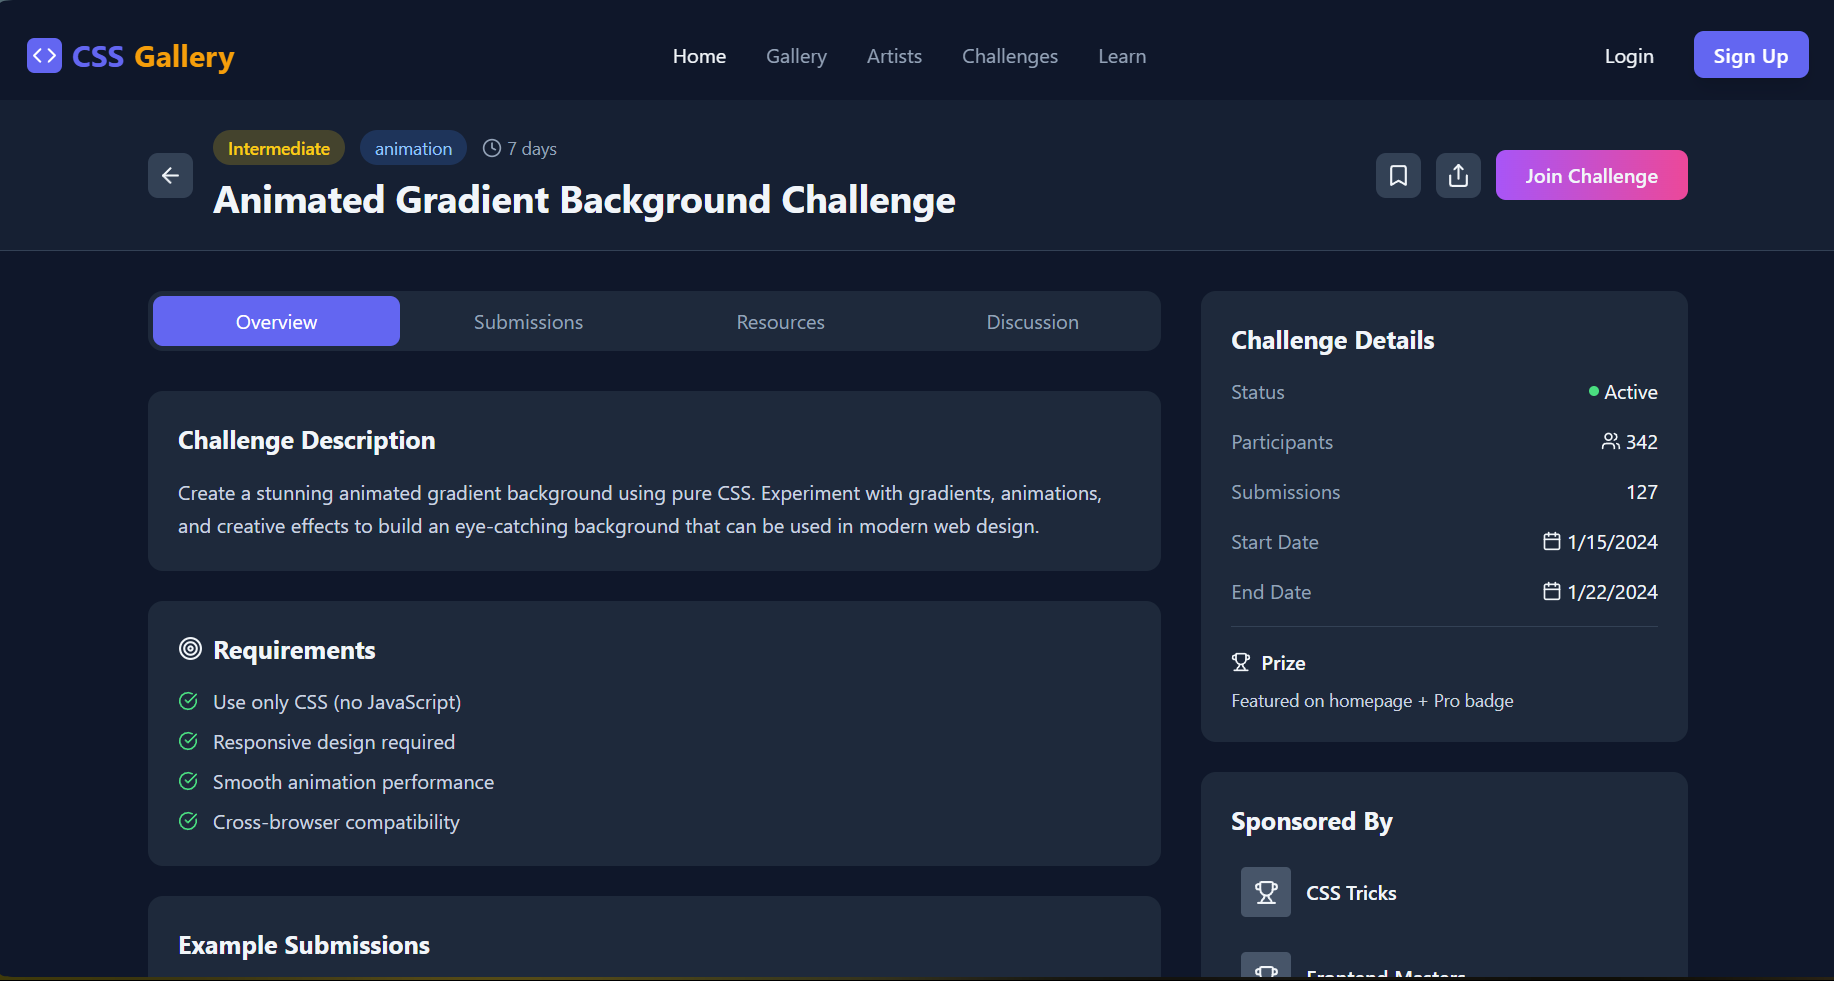 CSS Gallery
Home
Gallery
Artists
Challenges
Learn
Login
Sign Up
Intermediate
animation
7 days
Animated Gradient Background Challenge
Join Challenge
Overview
Submissions
Resources
Discussion
Challenge Description
Create a stunning animated gradient background using pure CSS. Experiment with gradients, animations,
and creative effects to build an eye-catching background that can be used in modern web design.
Requirements
Use only CSS (no JavaScript)
Responsive design required
Smooth animation performance
Cross-browser compatibility
Example Submissions
Challenge Details
Status
Active
Participants
342
Submissions
127
Start Date
1/15/2024
End Date
1/22/2024
Prize
Featured on homepage + Pro badge
Sponsored By
CSS Tricks
Frontend Masters